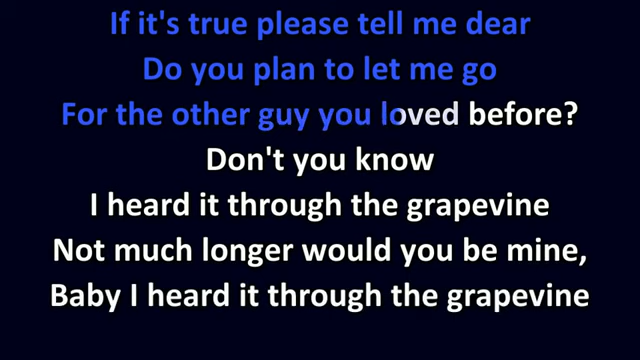 If it's true please tell me dear
Do you plan to let me go
For the other guy you loved before?
Don't you know
I heard it through the grapevine
Not much longer would you be mine,
Baby I heard it through the grapevine